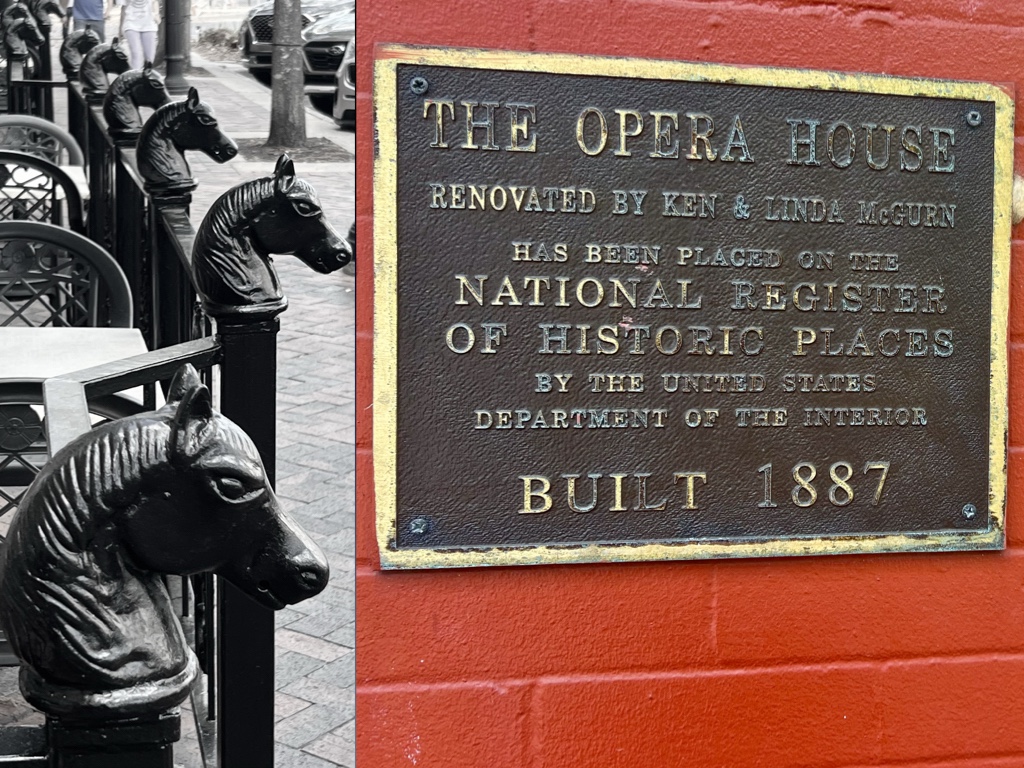 THE OPERA HOUSE
RENOVATED BY KEN & LINDA McGURN
HAS BEEN PLACED ON THE
NATIONAL REGISTER
OF HISTORIC PLACES
BY THE UNITED STATES
DEPARTMENT OF THE INTERIOR
BUILT 1887